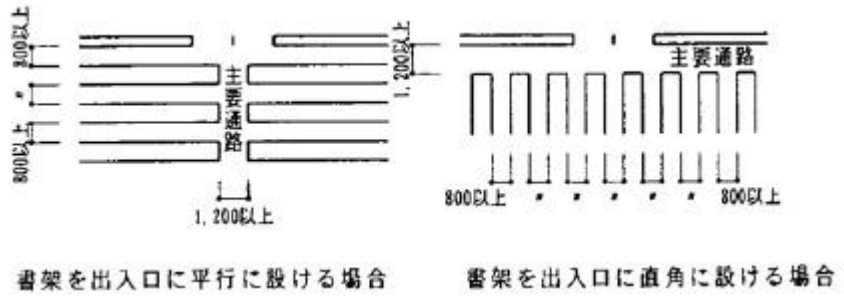 800以上
〃
800以上
主要通路
1,200以上
書架を出入口に平行に設ける場合
1,200以上
主要通路
800以上 〃 〃 〃 〃 〃 800以上
書架を出入口に直角に設ける場合